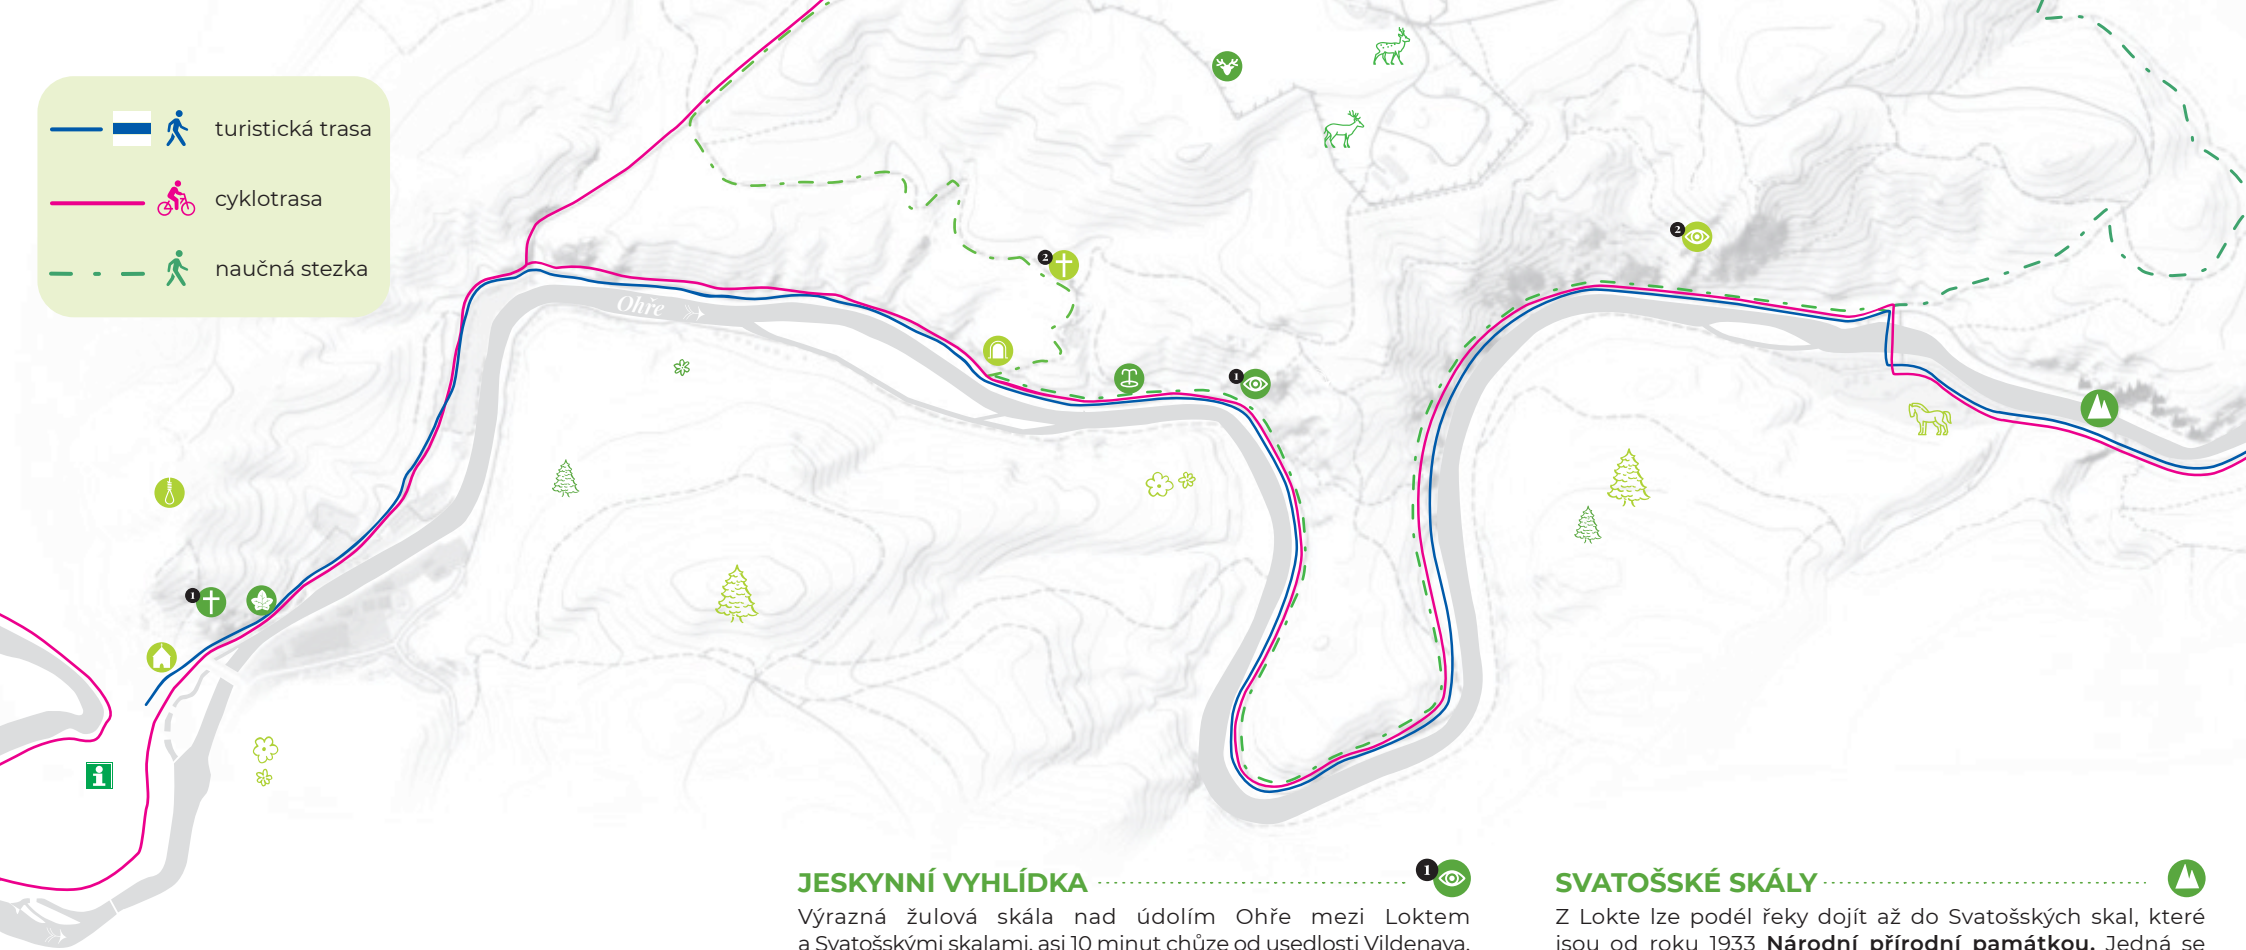 turistická trasa
cyklotrasa
naučná stezka
Ohře
2
2
1
1
JESKYNNÍ VYHLÍDKA
1
Výrazná žulová skála nad údolím Ohře mezi Loktem
a Svatošskými skalami, asi 10 minut chůze od usedlosti Vildenava,
SVATOŠSKÉ SKÁLY
Z Lokte lze podél řeky dojít až do Svatošských skal, které
jsou od roku 1933 Národní přírodní památkou. Jedná se